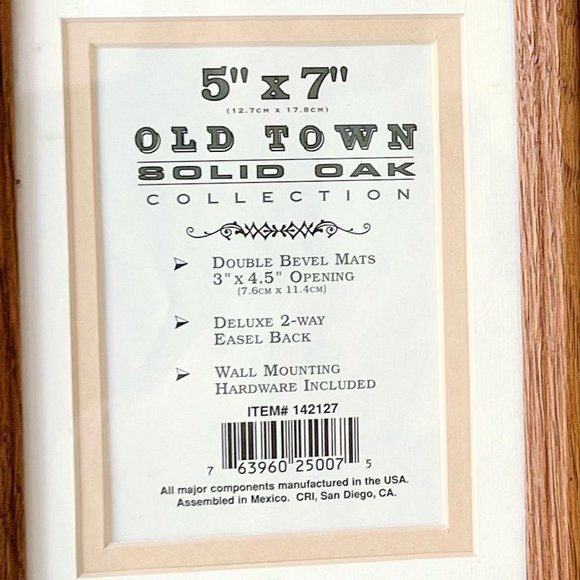 5" x 7"
(12.7CM X 17.8CM)
OLD TOWN
SOLID OAK
COLLECTION
DOUBLE BEVEL MATS
3" X 4.5" OPENING
(7.6CM X 11.4CM)
DELUXE 2-WAY
EASEL BACK
WALL MOUNTING
HARDWARE INCLUDED
ITEM# 142127
7 63960 25007 5
All major components manufactured in the USA.
Assembled in Mexico. CRI, San Diego, CA.